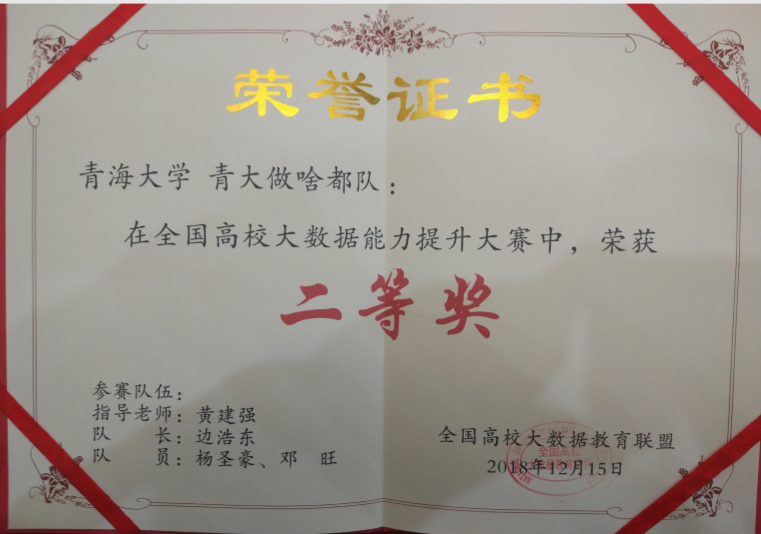 荣誉证书
青海大学 青大做啥都队：
在全国高校大数据能力提升大赛中，荣获
二等奖
参赛队伍：
指导老师：黄建强
队 长：边浩东
队 员：杨圣豪、邓 旺
全国高校大数据教育联盟
2018年12月15日
全国高校